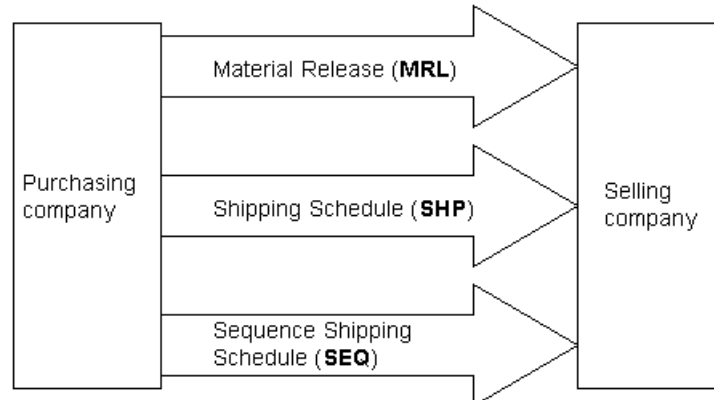 Material Release (MRL)
Purchasing
company
Shipping Schedule (SHP)
Selling
company
Sequence Shipping
Schedule (SEQ)